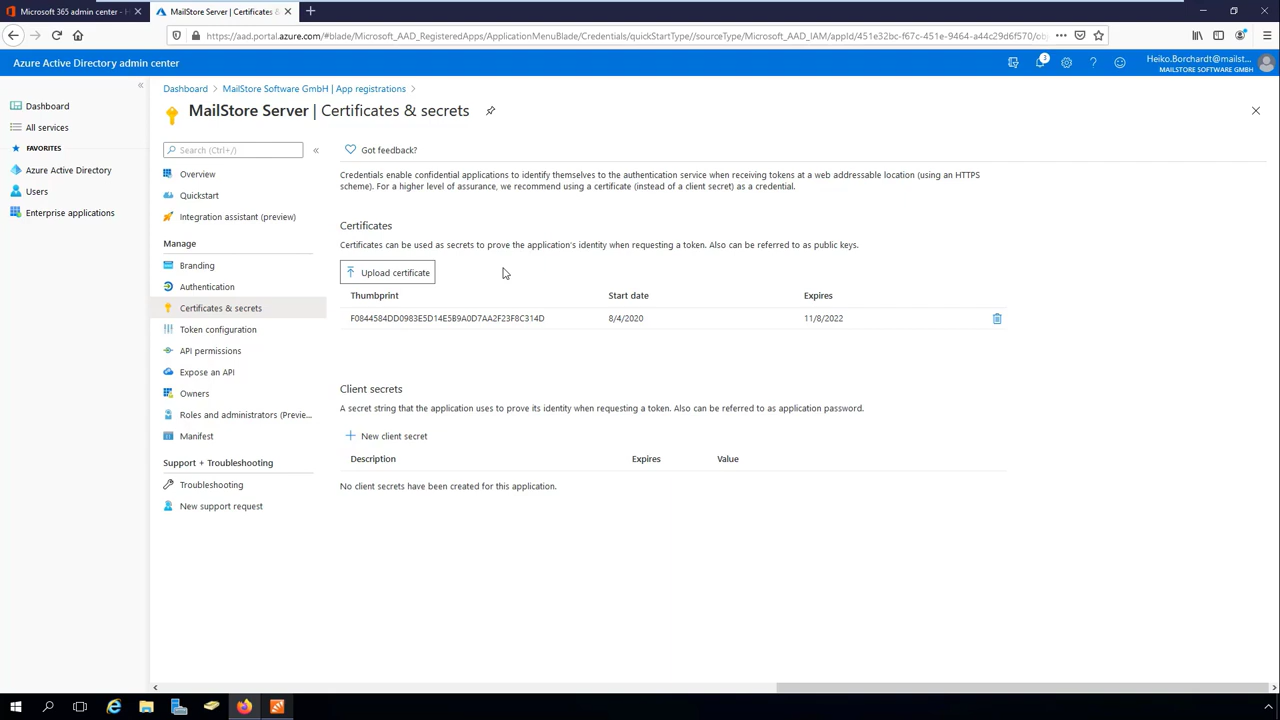 Microsoft 365 admin center - H
MailStore Server | Certificates &
https://aad.portal.azure.com/#blade/Microsoft_AAD_RegisteredApps/ApplicationMenuBlade/Credentials/quickStartType//sourceType/Microsoft_AAD_IAM/appId/451e32bc-f67c-451e-9464-a44c29d6f570/ob
Azure Active Directory admin center
Heiko.Borchardt@mailst...
MAILSTORE SOFTWARE GMBH
Dashboard
All services
FAVORITES
Azure Active Directory
Users
Enterprise applications
Dashboard > MailStore Software GmbH | App registrations >
MailStore Server | Certificates & secrets
Search (Ctrl+/)
Overview
Quickstart
Integration assistant (preview)
Manage
Branding
Authentication
Certificates & secrets
Token configuration
API permissions
Expose an API
Owners
Roles and administrators (Previe...
Manifest
Support + Troubleshooting
Troubleshooting
New support request
Got feedback?
Credentials enable confidential applications to identify themselves to the authentication service when receiving tokens at a web addressable location (using an HTTPS
scheme). For a higher level of assurance, we recommend using a certificate (instead of a client secret) as a credential.
Certificates
Certificates can be used as secrets to prove the application's identity when requesting a token. Also can be referred to as public keys.
Upload certificate
Thumbprint Start date Expires
F0844584DD0983E5D14E5B9A0D7AA2F23F8C314D 8/4/2020 11/8/2022
Client secrets
A secret string that the application uses to prove its identity when requesting a token. Also can be referred to as application password.
New client secret
Description Expires Value
No client secrets have been created for this application.